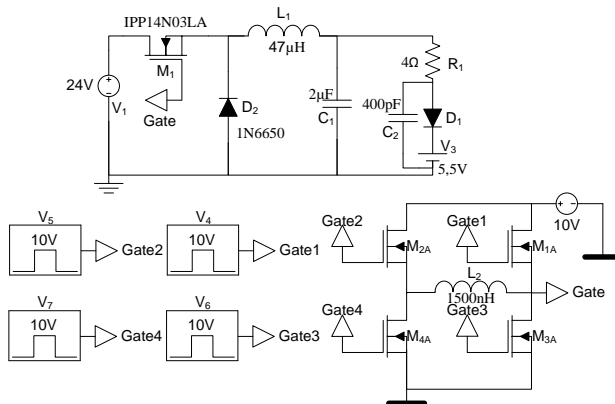 IPP14N03LA
L1
47µH
M1
24V
V1
Gate
D2
1N6650
2µF
C1
4Ω
R1
400pF
C2
D1
V3
5,5V
V5
10V
Gate2
V4
10V
Gate1
V7
10V
Gate4
V6
10V
Gate3
Gate2
M2A
Gate1
M1A
10V
L2
1500nH
Gate
Gate4
M4A
Gate3
M3A